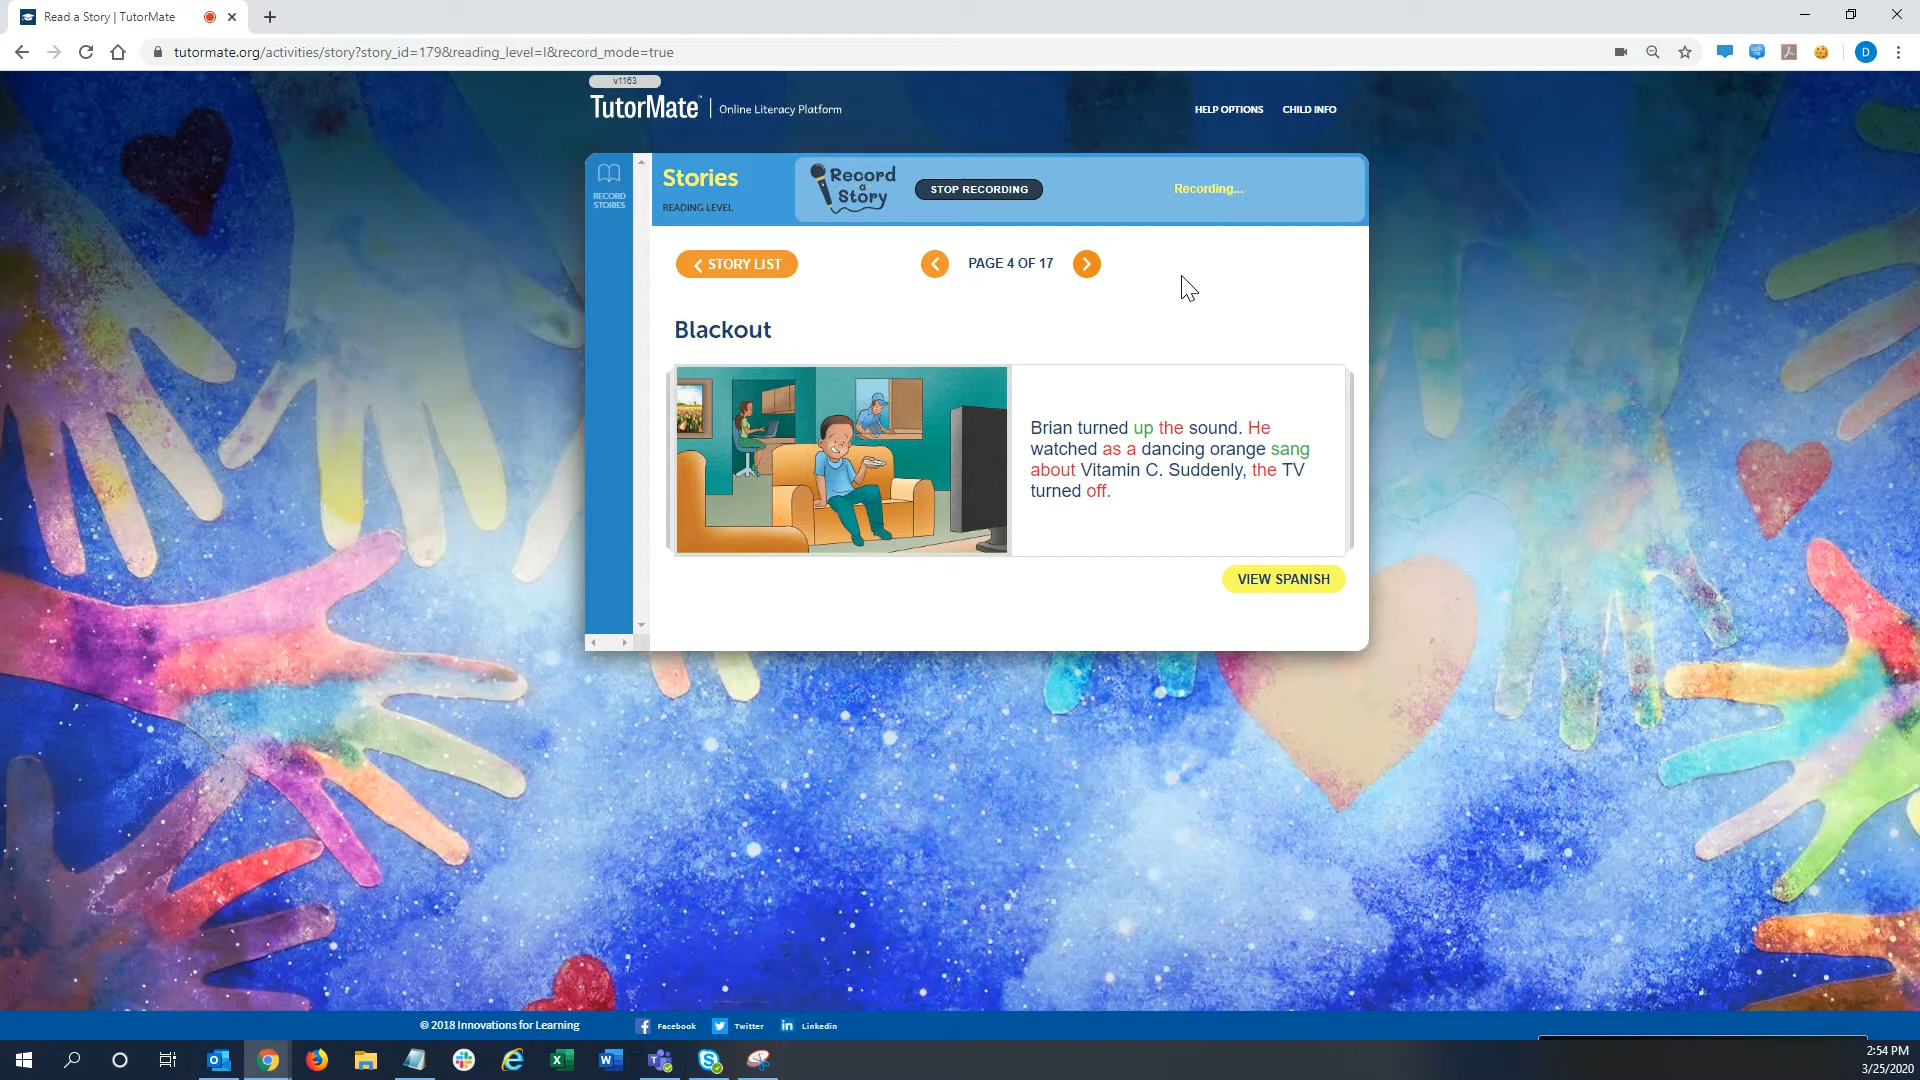 Read a Story | TutorMate
tutormate.org/activities/story?story_id=179&reading_level=I&record_mode=true
D
v1163
TutorMate™ | Online Literacy Platform
HELP OPTIONS
CHILD INFO
RECORD
STORIES
Stories
READING LEVEL
Record
a
Story
STOP RECORDING
Recording...
STORY LIST
PAGE 4 OF 17
Blackout
Brian turned up the sound. He
watched as a dancing orange sang
about Vitamin C. Suddenly, the TV
turned off.
VIEW SPANISH
© 2018 Innovations for Learning
Facebook
Twitter
Linkedin
2:54 PM
3/25/2020